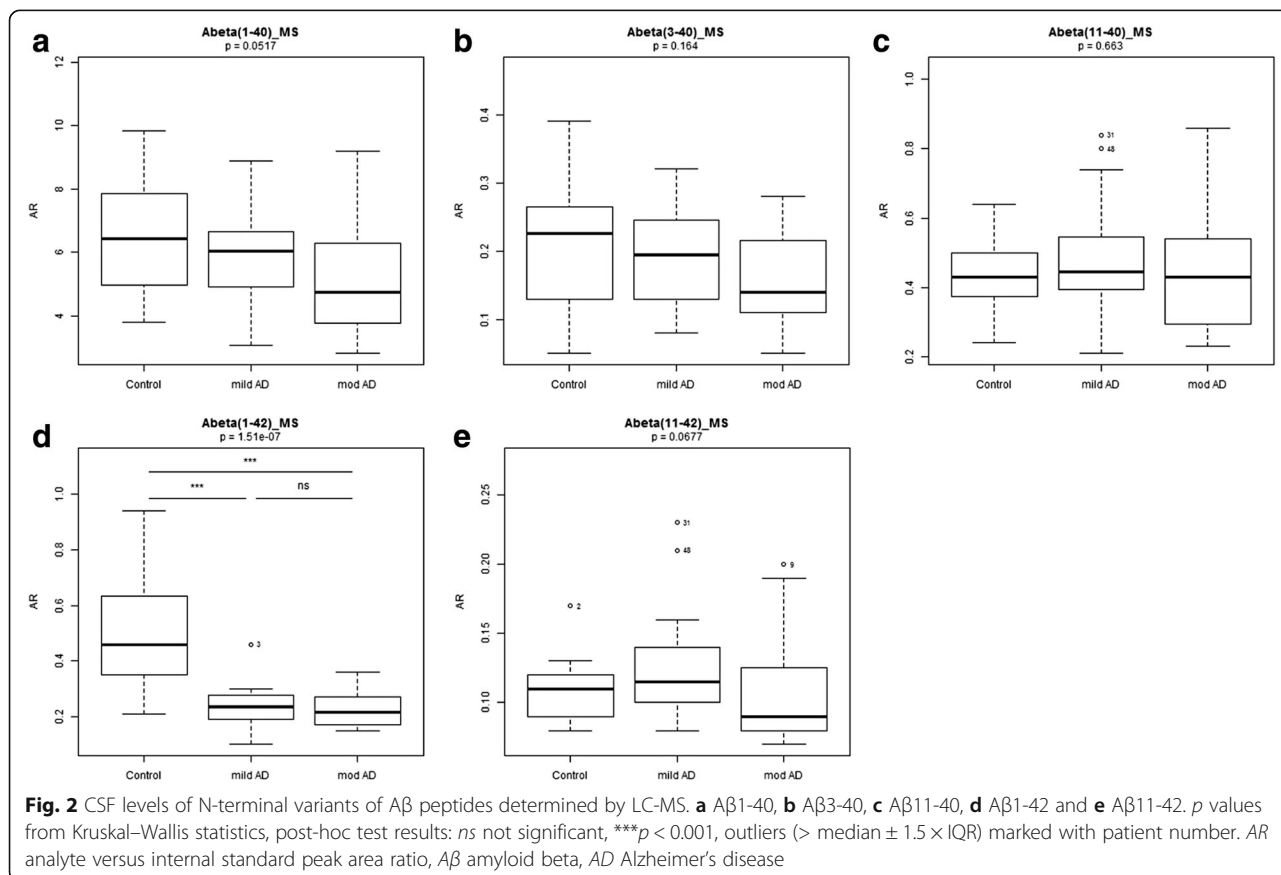 a
Abeta(1-40)_MS
p = 0.0517
12
10
8
6
4
AR
Control mild AD mod AD
b
Abeta(3-40)_MS
p = 0.164
0.4
0.3
0.2
0.1
AR
Control mild AD mod AD
c
Abeta(11-40)_MS
p = 0.663
1.0
0.8
0.6
0.4
0.2
AR
31
48
Control mild AD mod AD
d
Abeta(1-42)_MS
p = 1.51e-07
***
*** ns
1.0
0.8
0.6
0.4
0.2
AR
3
Control mild AD mod AD
e
Abeta(11-42)_MS
p = 0.0677
0.25
0.20
0.15
0.10
AR
2
31
48
9
Control mild AD mod AD
Fig. 2 CSF levels of N-terminal variants of Aβ peptides determined by LC-MS. a Aβ1-40, b Aβ3-40, c Aβ11-40, d Aβ1-42 and e Aβ11-42. p values
from Kruskal–Wallis statistics, post-hoc test results: ns not significant, ***p < 0.001, outliers (> median ± 1.5 × IQR) marked with patient number. AR
analyte versus internal standard peak area ratio, Aβ amyloid beta, AD Alzheimer's disease